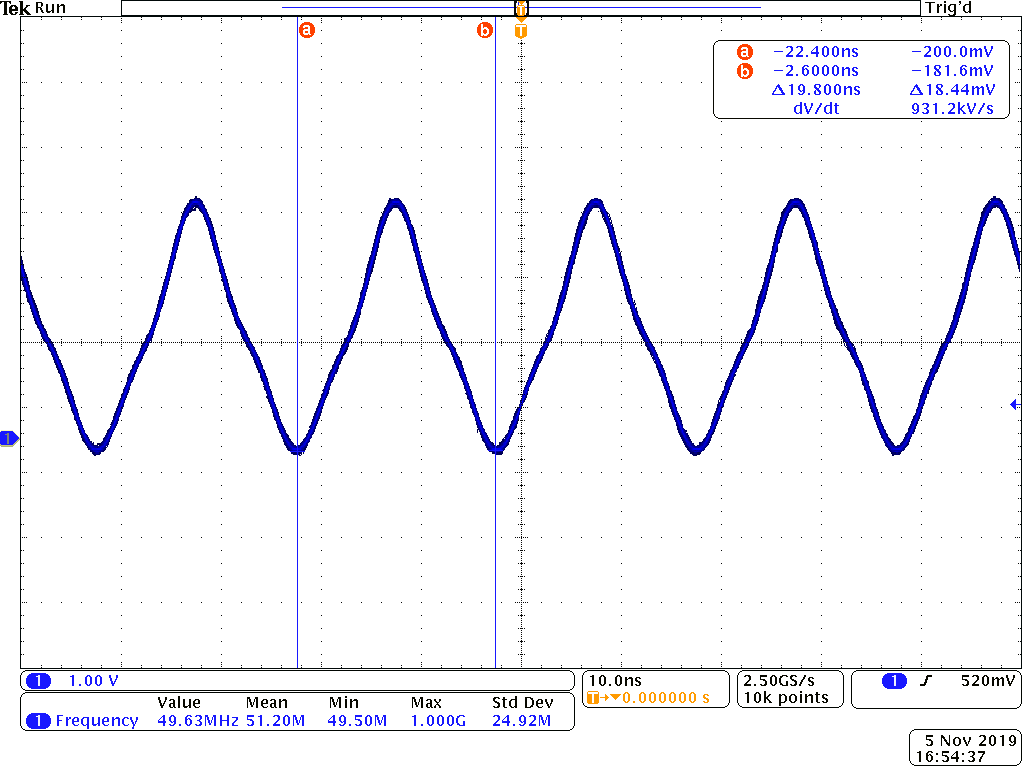 Tek Run Trig'd
T
a b T
a −22.400ns −200.0mV
b −2.6000ns −181.6mV
Δ19.800ns Δ18.44mV
dV/dt 931.2kV/s
1
1 1.00 V
Value Mean Min Max Std Dev
1 Frequency 49.63MHz 51.20M 49.50M 1.000G 24.92M
10.0ns
T→▼0.000000 s
2.50GS/s
10k points
1 ƒ 520mV
5 Nov 2019
16:54:37